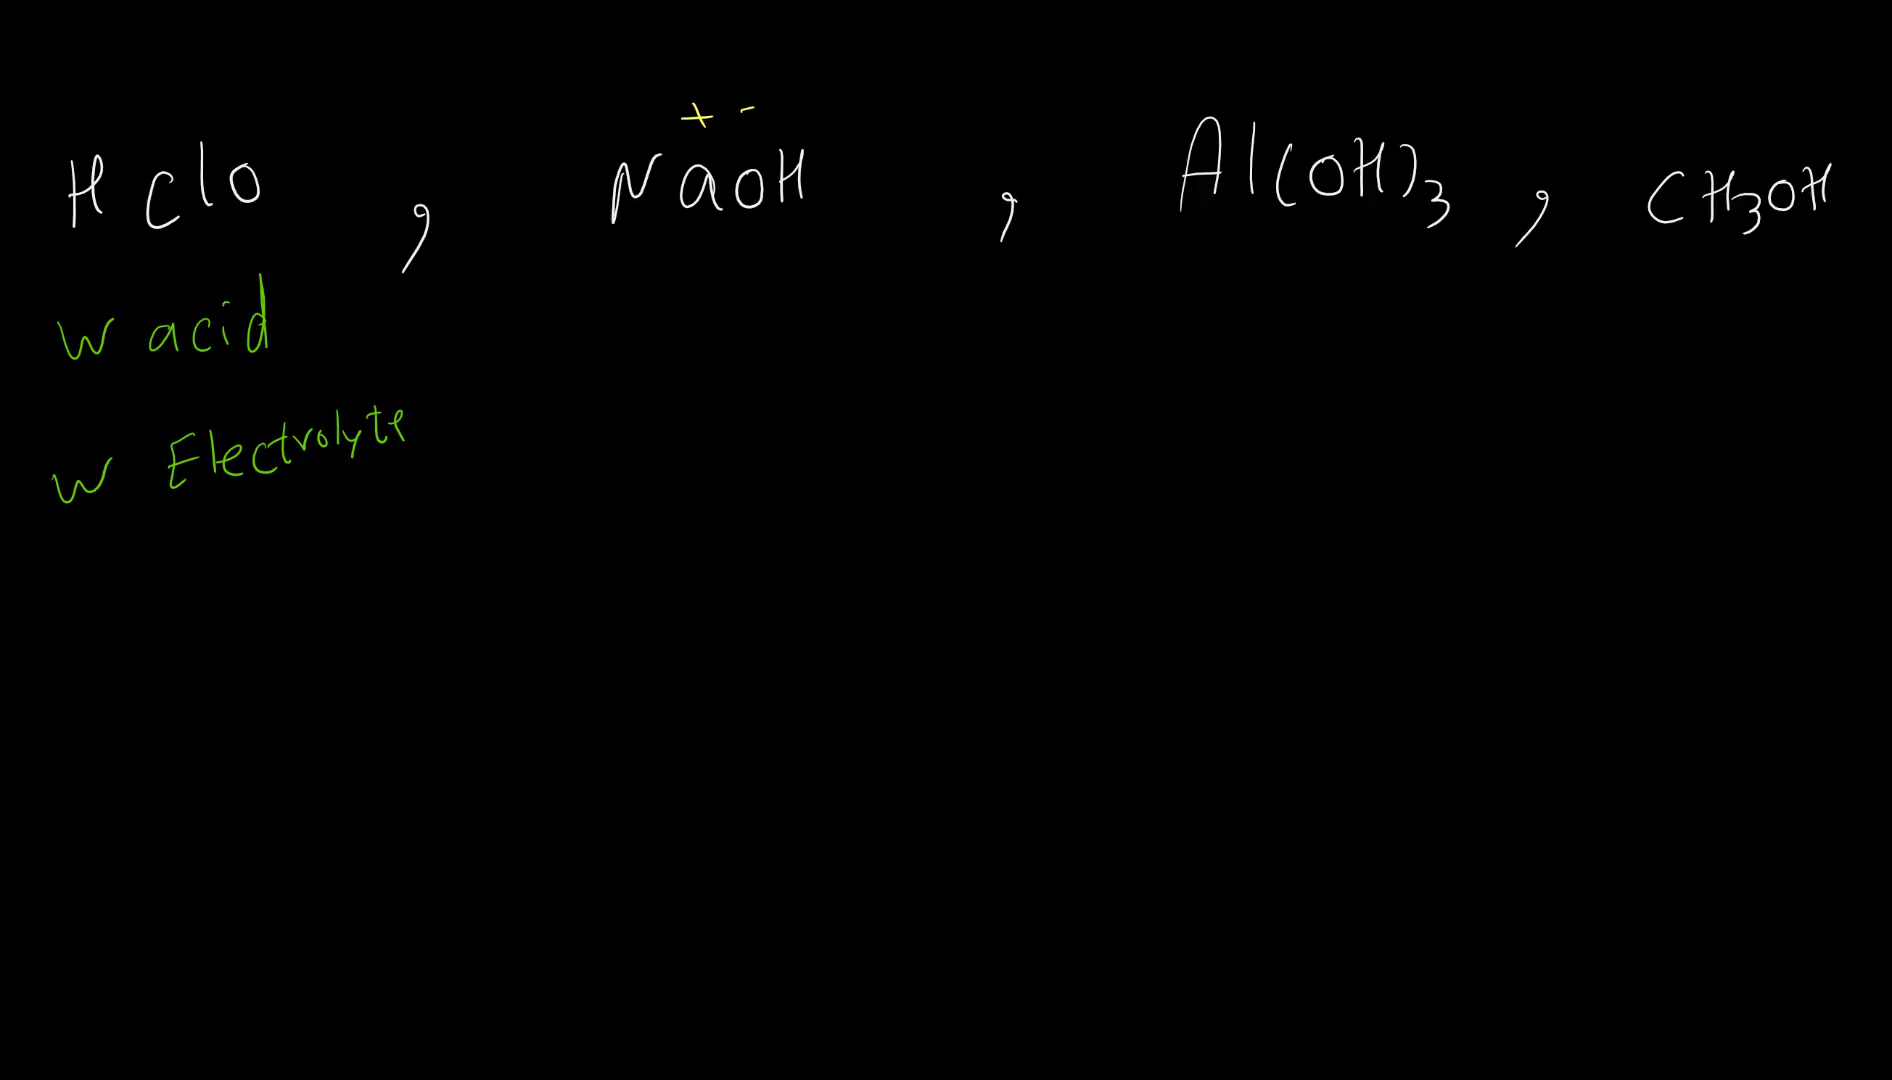 + -
HClO , NaOH , Al(OH)3 , CH3OH
w acid
w Electrolyte